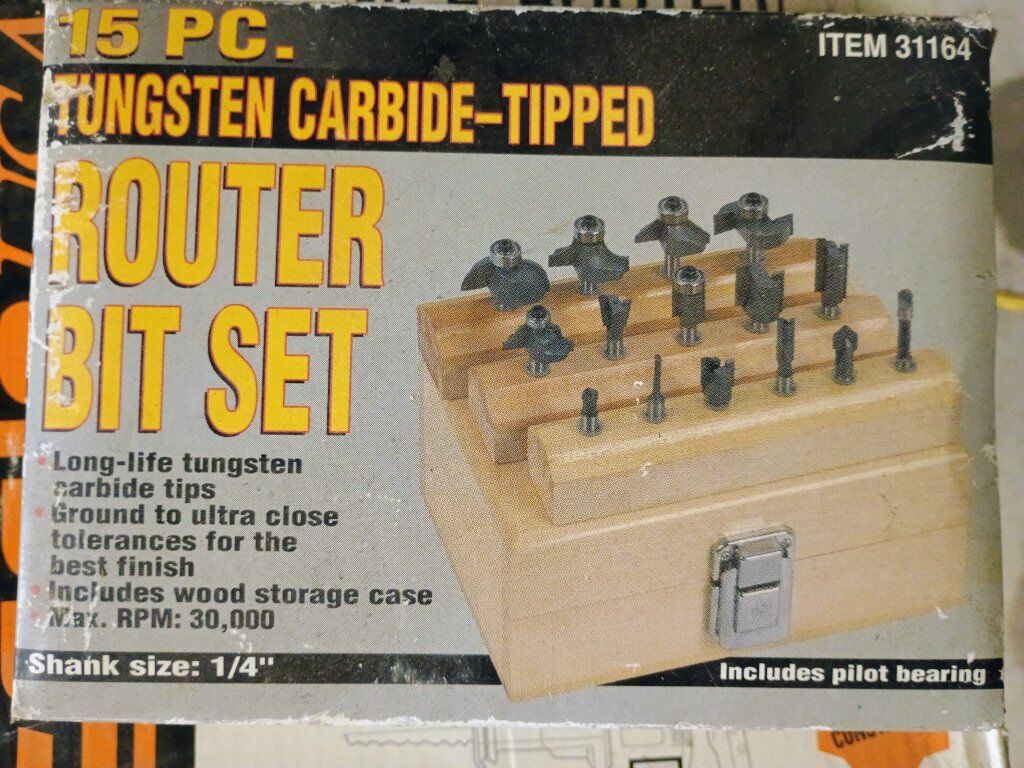 15 PC.
ITEM 31164
TUNGSTEN CARBIDE-TIPPED
ROUTER
BIT SET
• Long-life tungsten
carbide tips
• Ground to ultra close
tolerances for the
best finish
• Includes wood storage case
• Max. RPM: 30,000
Shank size: 1/4"
Includes pilot bearing